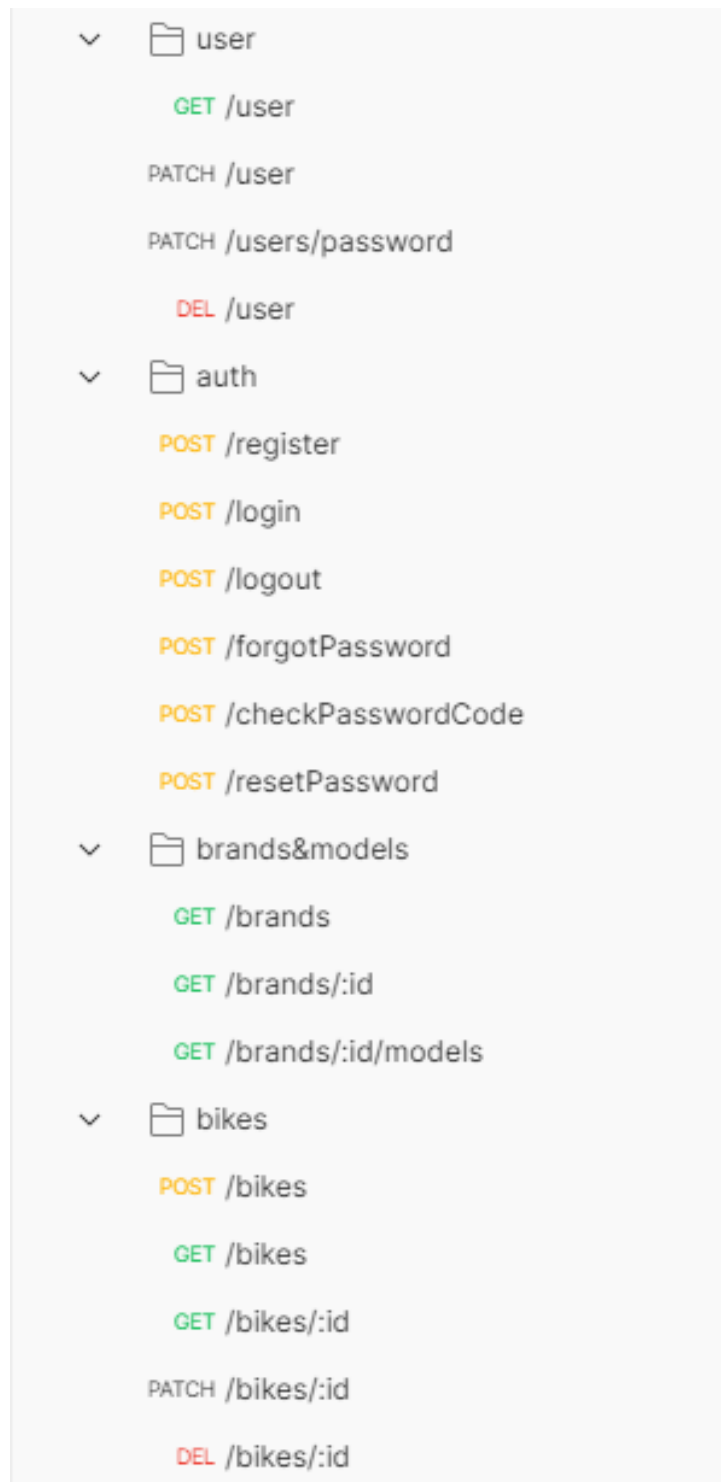 user
GET /user
PATCH /user
PATCH /users/password
DEL /user
auth
POST /register
POST /login
POST /logout
POST /forgotPassword
POST /checkPasswordCode
POST /resetPassword
brands&models
GET /brands
GET /brands/:id
GET /brands/:id/models
bikes
POST /bikes
GET /bikes
GET /bikes/:id
PATCH /bikes/:id
DEL /bikes/:id